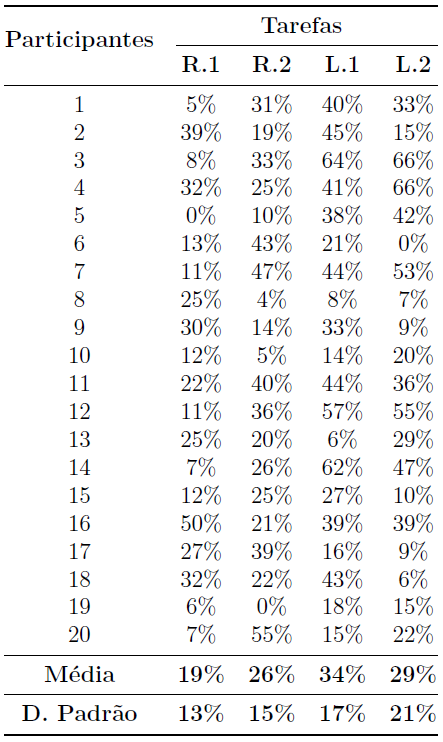 Participantes Tarefas
R.1 R.2 L.1 L.2
1 5% 31% 40% 33%
2 39% 19% 45% 15%
3 8% 33% 64% 66%
4 32% 25% 41% 66%
5 0% 10% 38% 42%
6 13% 43% 21% 0%
7 11% 47% 44% 53%
8 25% 4% 8% 7%
9 30% 14% 33% 9%
10 12% 5% 14% 20%
11 22% 40% 44% 36%
12 11% 36% 57% 55%
13 25% 20% 6% 29%
14 7% 26% 62% 47%
15 12% 25% 27% 10%
16 50% 21% 39% 39%
17 27% 39% 16% 9%
18 32% 22% 43% 6%
19 6% 0% 18% 15%
20 7% 55% 15% 22%
Média 19% 26% 34% 29%
D. Padrão 13% 15% 17% 21%